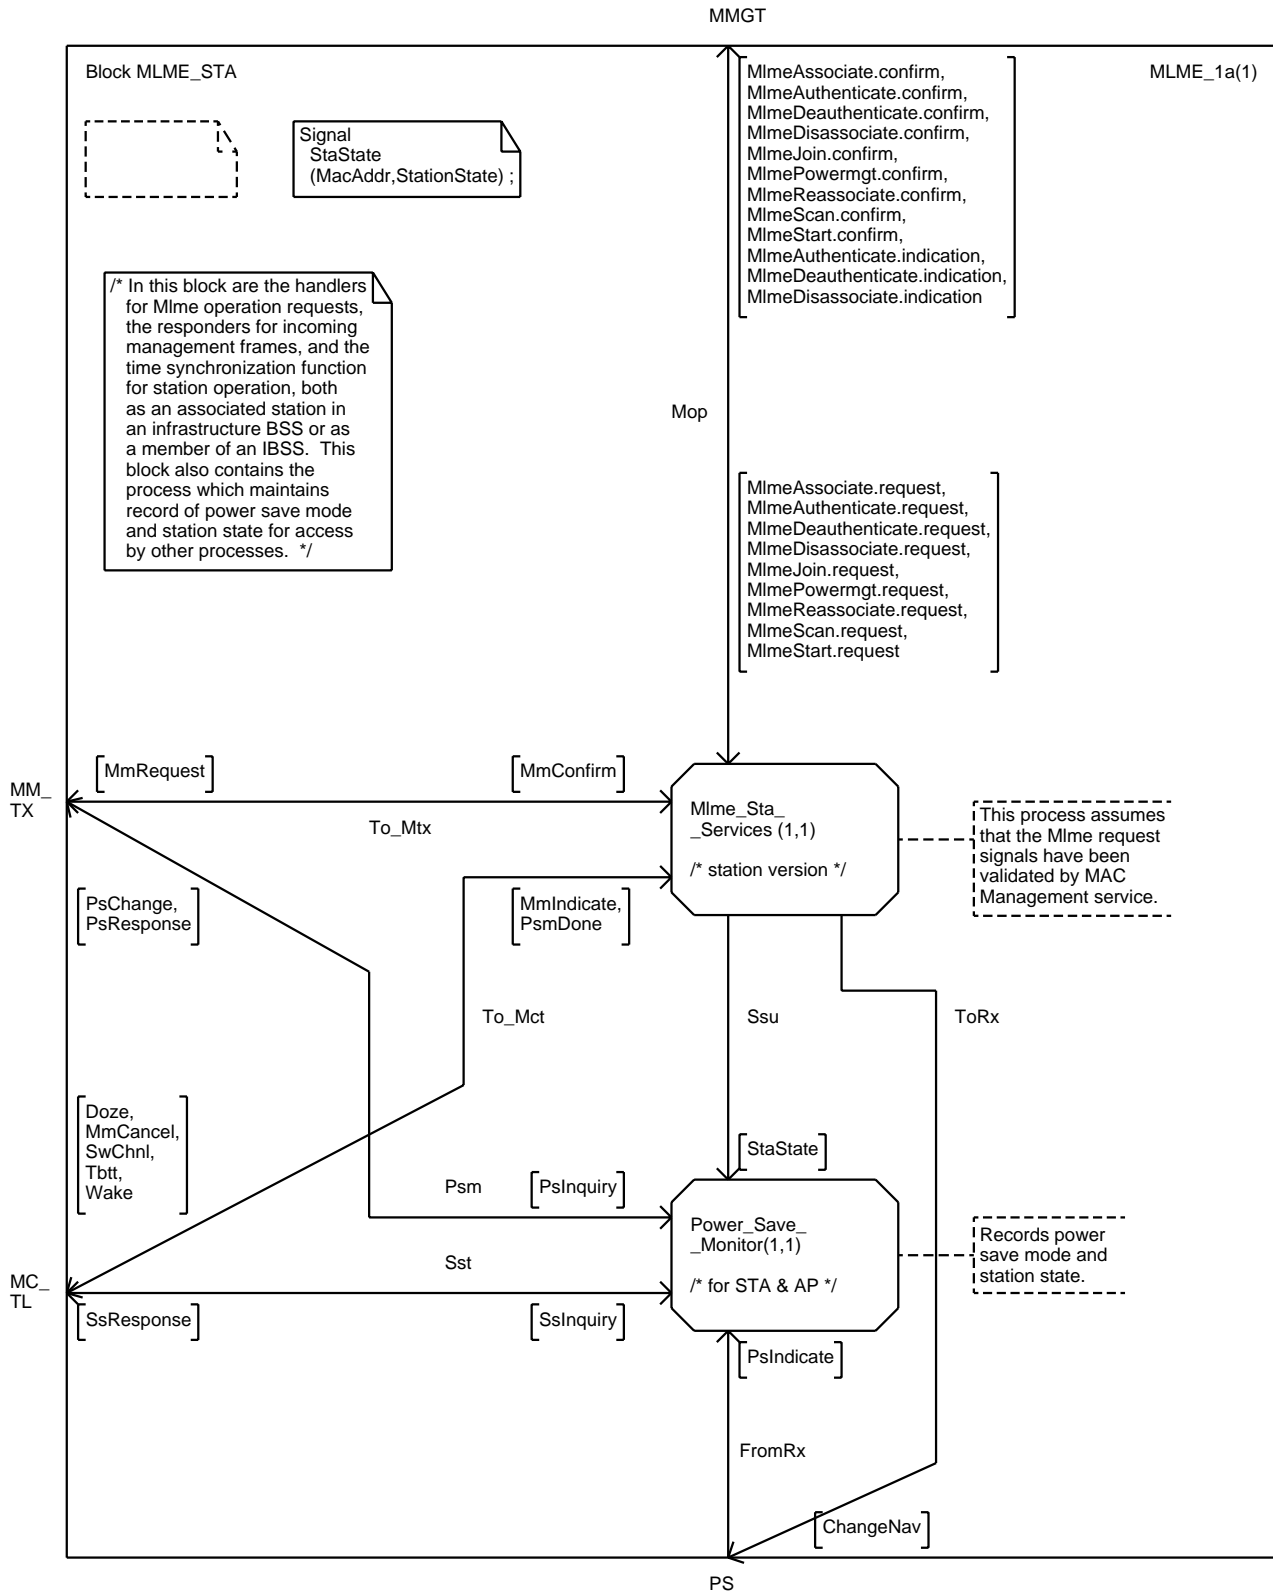 MMGT
Block MLME_STA
MLME_1a(1)
Signal
StaState
(MacAddr,StationState) ;
MlmeAssociate.confirm,
MlmeAuthenticate.confirm,
MlmeDeauthenticate.confirm,
MlmeDisassociate.confirm,
MlmeJoin.confirm,
MlmePowermgt.confirm,
MlmeReassociate.confirm,
MlmeScan.confirm,
MlmeStart.confirm,
MlmeAuthenticate.indication,
MlmeDeauthenticate.indication,
MlmeDisassociate.indication
/* In this block are the handlers
for Mlme operation requests,
the responders for incoming
management frames, and the
time synchronization function
for station operation, both
as an associated station in
an infrastructure BSS or as
a member of an IBSS.  This
block also contains the
process which maintains
record of power save mode
and station state for access
by other processes.  */
Mop
MlmeAssociate.request,
MlmeAuthenticate.request,
MlmeDeauthenticate.request,
MlmeDisassociate.request,
MlmeJoin.request,
MlmePowermgt.request,
MlmeReassociate.request,
MlmeScan.request,
MlmeStart.request
MmRequest
MmConfirm
MM_
TX
To_Mtx
Mlme_Sta_
_Services (1,1)
/* station version */
This process assumes
that the Mlme request
signals have been
validated by MAC
Management service.
PsChange,
PsResponse
MmIndicate,
PsmDone
To_Mct
Ssu
ToRx
Doze,
MmCancel,
SwChnl,
Tbtt,
Wake
StaState
Psm
PsInquiry
Power_Save_
_Monitor(1,1)
/* for STA & AP */
Records power
save mode and
station state.
Sst
MC_
TL
SsResponse
SsInquiry
PsIndicate
FromRx
ChangeNav
PS